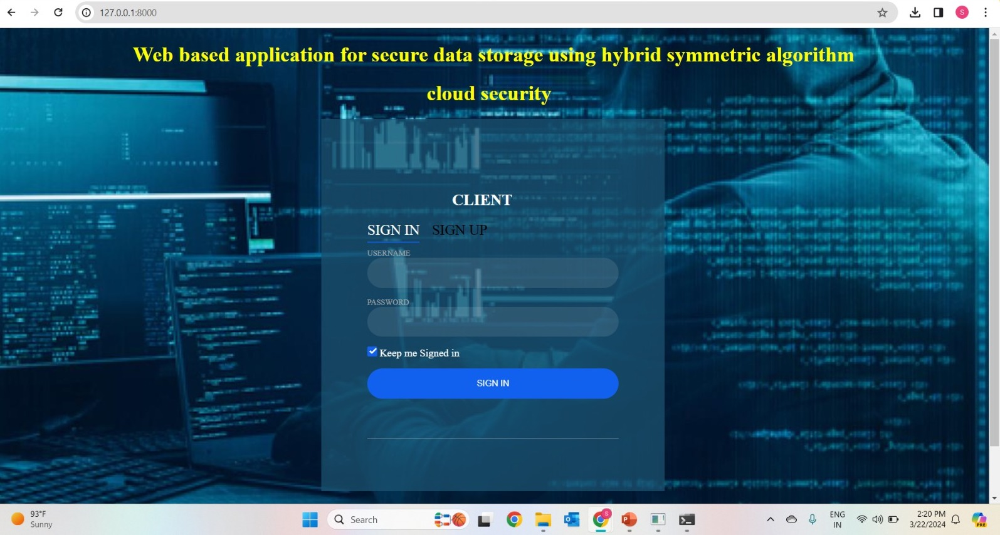 127.0.0.1:8000
S
Web based application for secure data storage using hybrid symmetric algorithm
cloud security
CLIENT
SIGN IN SIGN UP
USERNAME
PASSWORD
Keep me Signed in
SIGN IN
93°F
Sunny
Search
S
ENG
IN
2:20 PM
3/22/2024
PRE